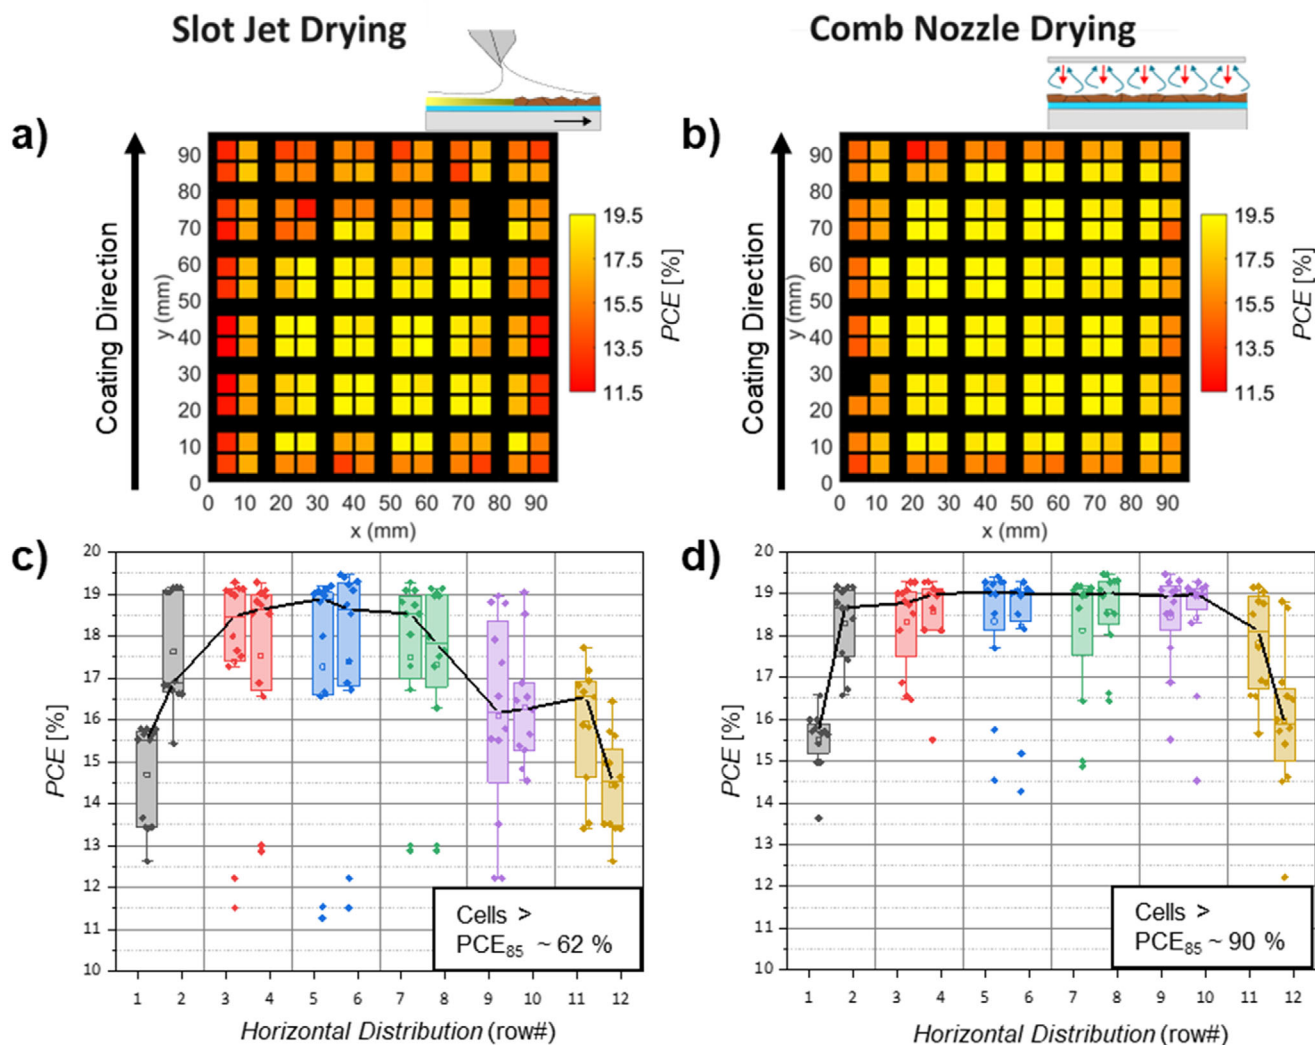 Slot Jet Drying
Comb Nozzle Drying
a)
Coating Direction
y (mm)
90
80
70
60
50
40
30
20
10
0
0 10 20 30 40 50 60 70 80 90
x (mm)
19.5
17.5
15.5
13.5
11.5
PCE [%]
b)
Coating Direction
y (mm)
90
80
70
60
50
40
30
20
10
0
0 10 20 30 40 50 60 70 80 90
x (mm)
19.5
17.5
15.5
13.5
11.5
PCE [%]
c)
PCE [%]
20
19
18
17
16
15
14
13
12
11
10
Cells >
PCE85 ~ 62 %
1 2 3 4 5 6 7 8 9 10 11 12
Horizontal Distribution (row#)
d)
PCE [%]
20
19
18
17
16
15
14
13
12
11
10
Cells >
PCE85 ~ 90 %
1 2 3 4 5 6 7 8 9 10 11 12
Horizontal Distribution (row#)